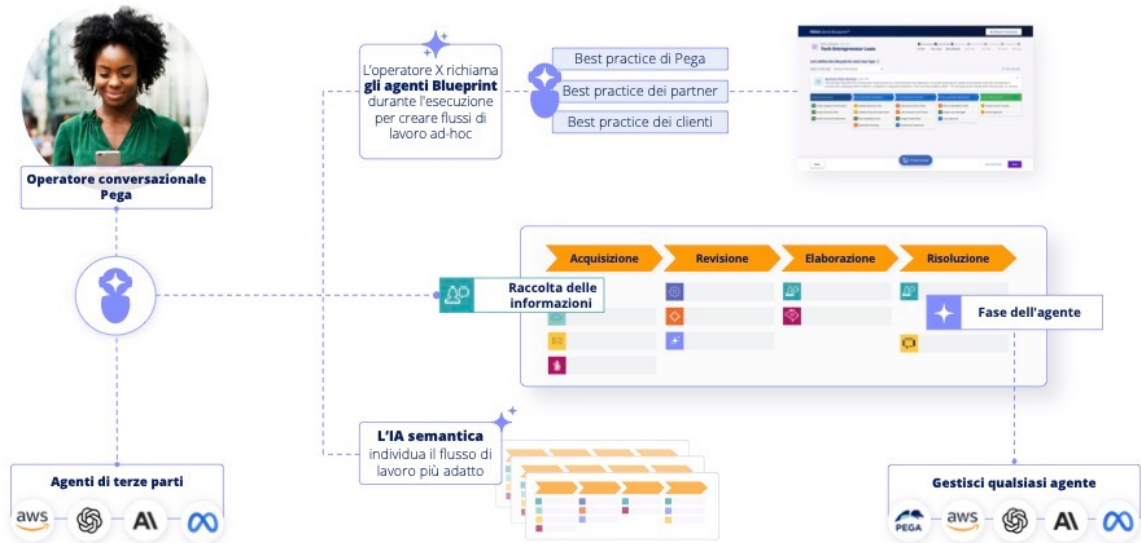 L'operatore X richiama
gli agenti Blueprint
durante l'esecuzione
per creare flussi di
lavoro ad-hoc
Best practice di Pega
Best practice dei partner
Best practice dei clienti
Tech Entrepreneur Loan
Operatore conversazionale
Pega
Acquisizione
Revisione
Elaborazione
Risoluzione
Raccolta delle
informazioni
Fase dell'agente
L'IA semantica
individua il flusso di
lavoro più adatto
Agenti di terze parti
aws
Gestisci qualsiasi agente
PEGA
aws